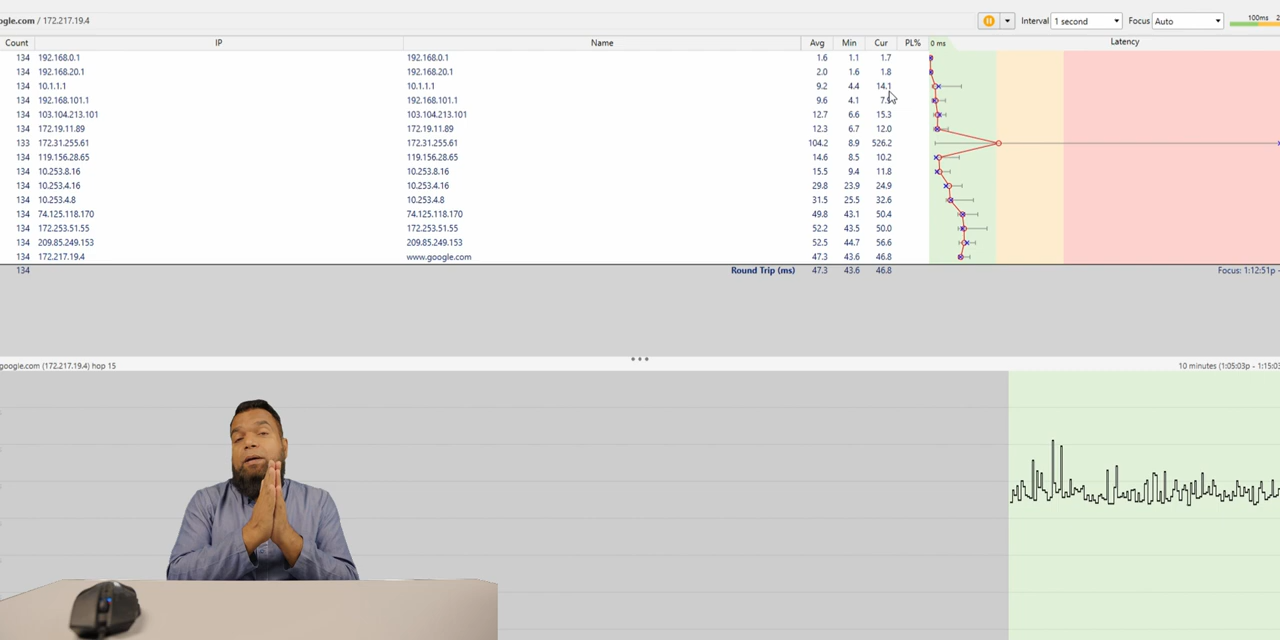 ogle.com / 172.217.19.4 Interval 1 second Focus Auto 100ms 2
Count IP Name Avg Min Cur PL% 0 ms Latency
134 192.168.0.1 192.168.0.1 1.6 1.1 1.7
134 192.168.20.1 192.168.20.1 2.0 1.6 1.8
134 10.1.1.1 10.1.1.1 9.2 4.4 14.1
134 192.168.101.1 192.168.101.1 9.6 4.1
134 103.104.213.101 103.104.213.101 12.7 6.6 15.3
134 172.19.11.89 172.19.11.89 12.3 6.7 12.0
133 172.31.255.61 172.31.255.61 104.2 8.9 526.2
134 119.156.28.65 119.156.28.65 14.6 8.5 10.2
134 10.253.8.16 10.253.8.16 15.5 9.4 11.8
134 10.253.4.16 10.253.4.16 29.8 23.9 24.9
134 10.253.4.8 10.253.4.8 31.5 25.5 32.6
134 74.125.118.170 74.125.118.170 49.8 43.1 50.4
134 172.253.51.55 172.253.51.55 52.2 43.5 50.0
134 209.85.249.153 209.85.249.153 52.5 44.7 56.6
134 172.217.19.4 www.google.com 47.3 43.6 46.8
134 Round Trip (ms) 47.3 43.6 46.8 Focus: 1:12:51p -
google.com (172.217.19.4) hop 15 10 minutes (1:05:03p - 1:15:03